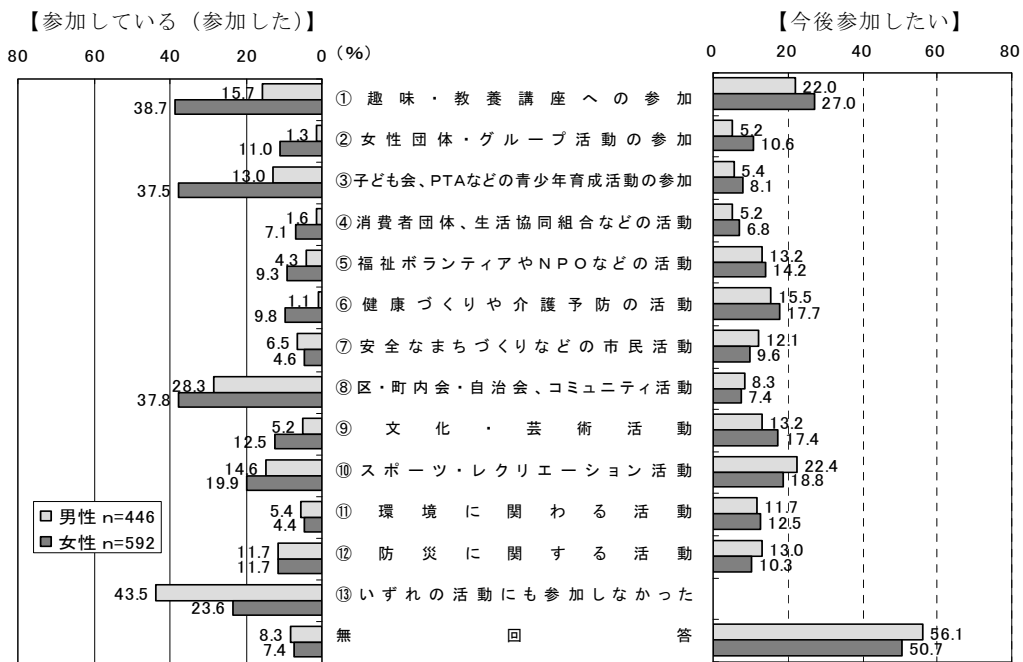 【参加している（参加した）】
【今後参加したい】
80 60 40 20 0 (%)
0 20 40 60 80
15.7 ① 趣味・教養講座への参加 22.0
38.7 27.0
1.3 ② 女性団体・グループ活動の参加 5.2
11.0 10.6
13.0 ③子ども会、PTAなどの青少年育成活動の参加 5.4
37.5 8.1
1.6 ④消費者団体、生活協同組合などの活動 5.2
7.1 6.8
4.3 ⑤福祉ボランティアやNPOなどの活動 13.2
9.3 14.2
1.1 ⑥健康づくりや介護予防の活動 15.5
9.8 17.7
6.5 ⑦安全なまちづくりなどの市民活動 12.1
4.6 9.6
28.3 ⑧区・町内会・自治会、コミュニティ活動 8.3
37.8 7.4
5.2 ⑨文化・芸術活動 13.2
12.5 17.4
14.6 ⑩スポーツ・レクリエーション活動 22.4
19.9 18.8
5.4 ⑪環境に関わる活動 11.7
4.4 12.5
11.7 ⑫防災に関する活動 13.0
11.7 10.3
43.5 ⑬いずれの活動にも参加しなかった
23.6
8.3 無回答 56.1
7.4 50.7
男性 n=446
女性 n=592